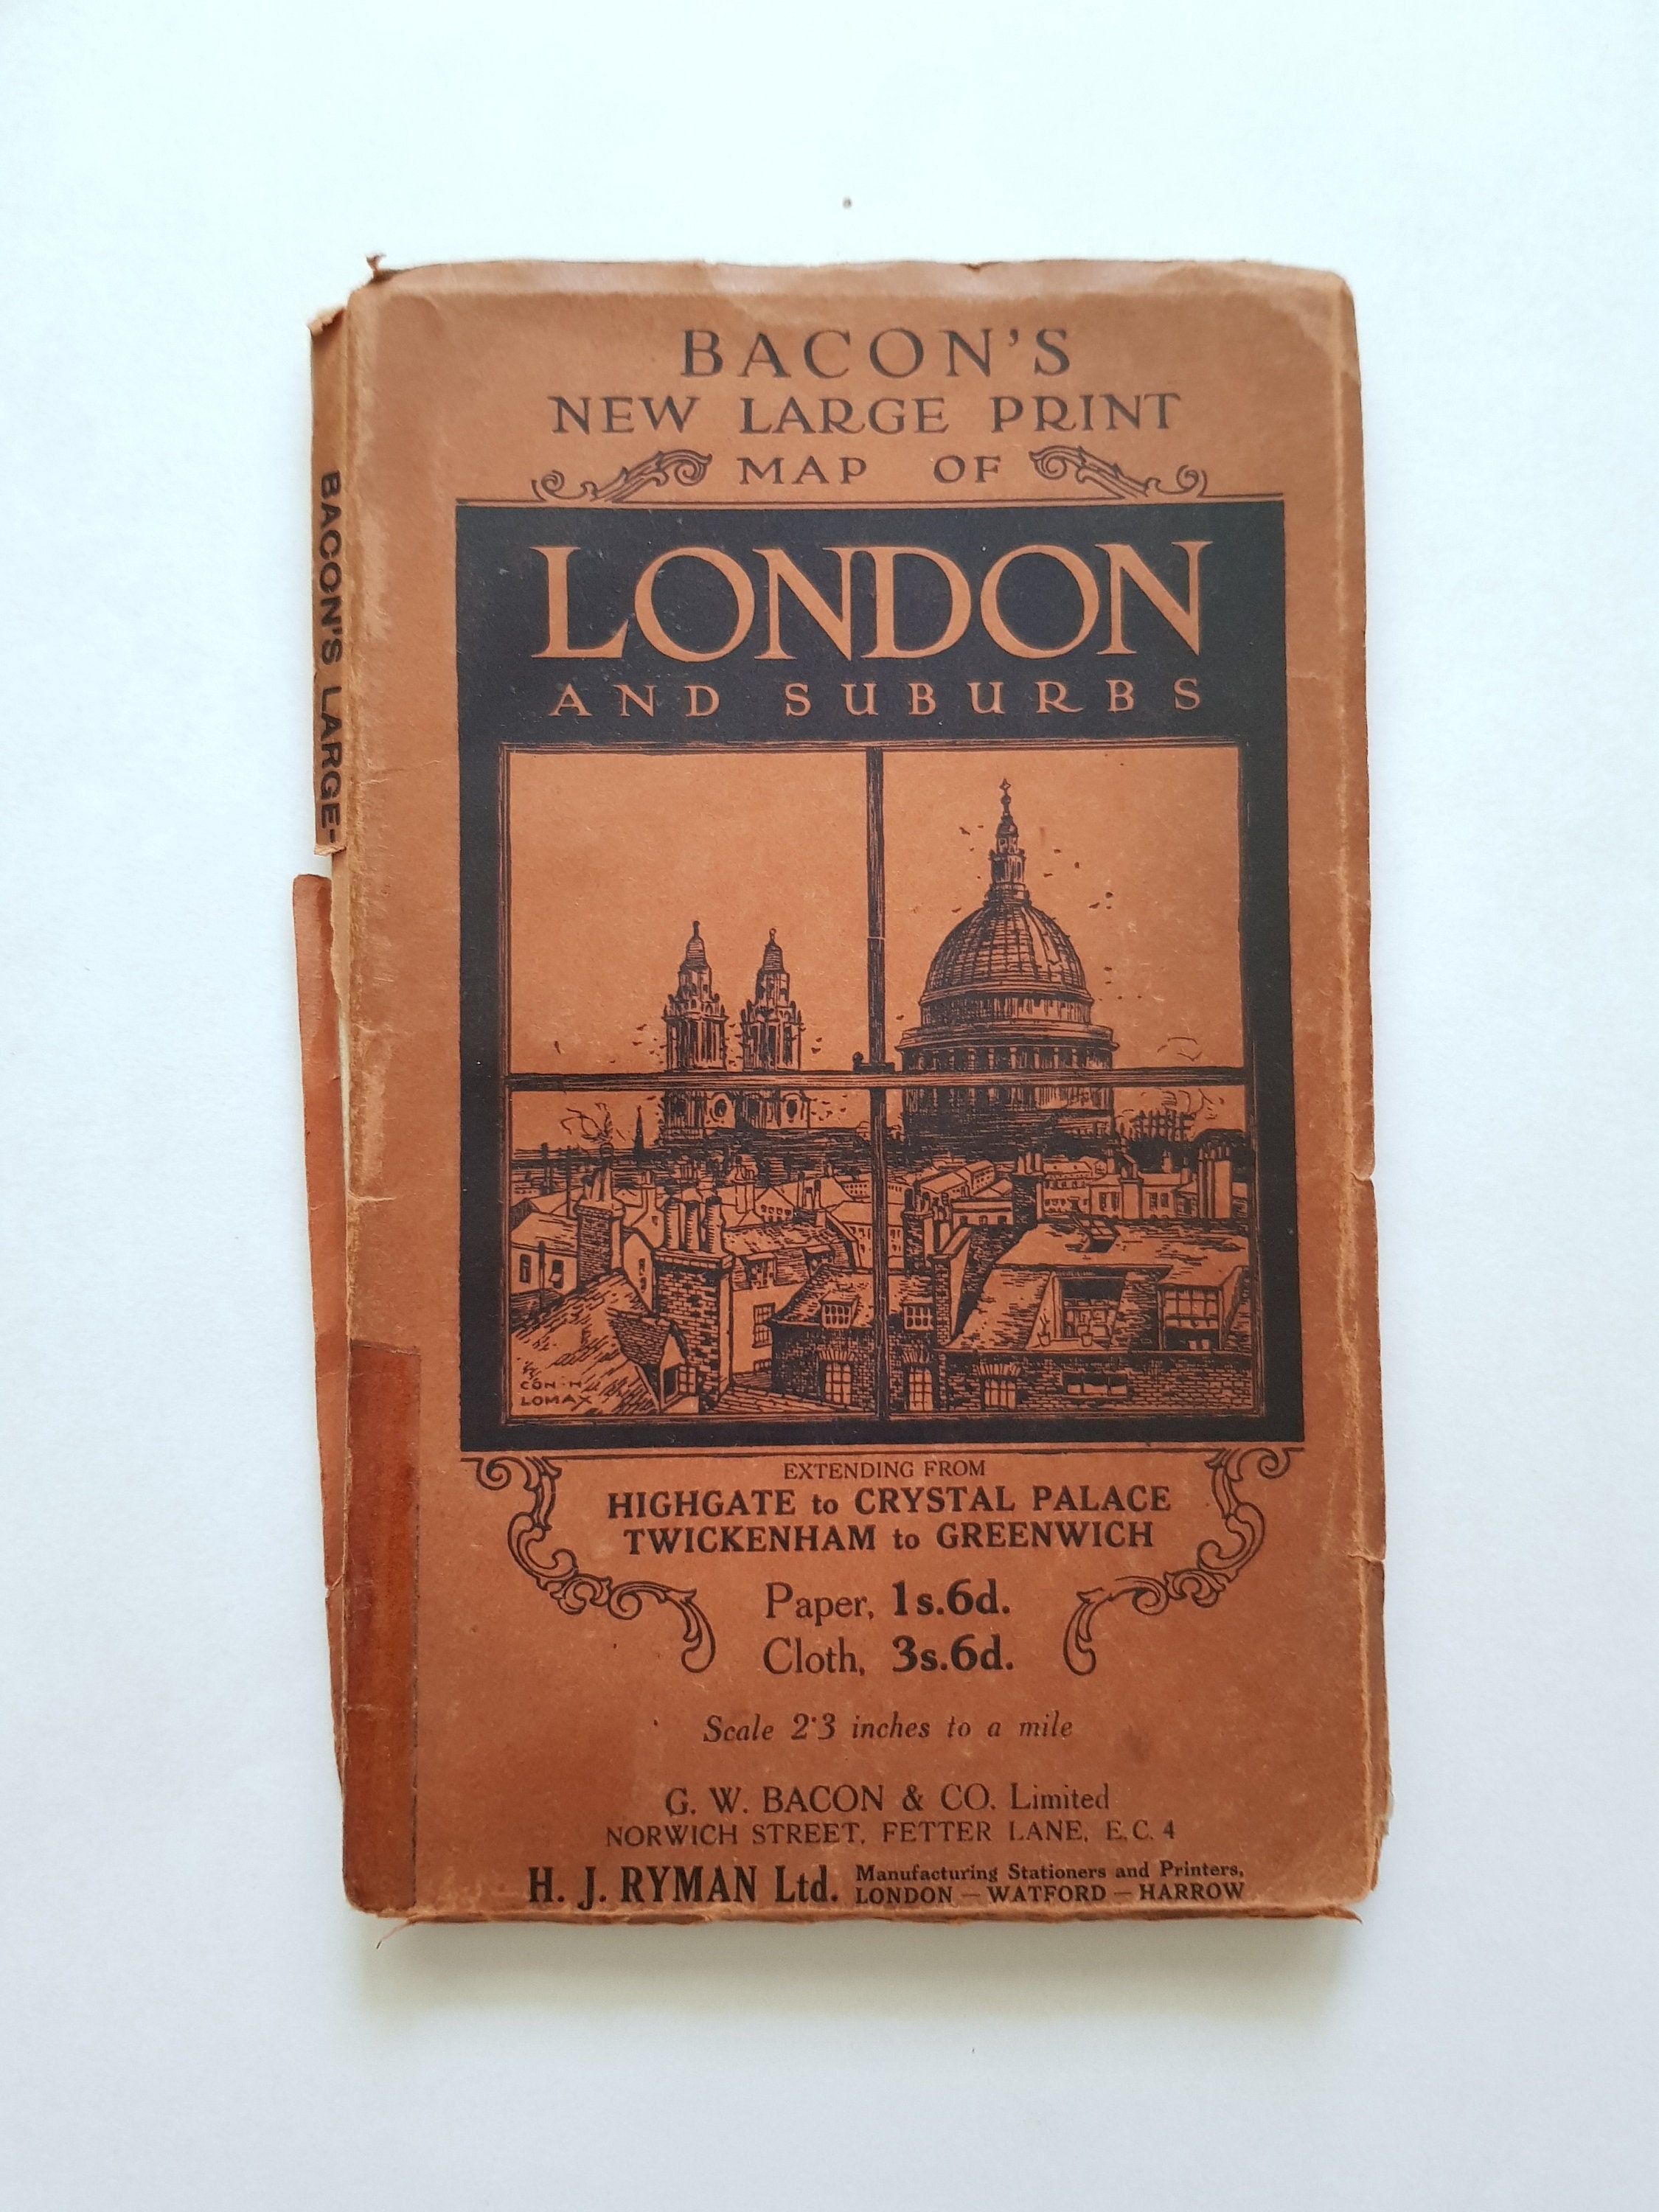 BACON'S
NEW LARGE PRINT
MAP OF
LONDON
AND SUBURBS
CON·H
LOMAX
EXTENDING FROM
HIGHGATE to CRYSTAL PALACE
TWICKENHAM to GREENWICH
Paper, 1s.6d.
Cloth, 3s.6d.
Scale 2·3 inches to a mile
G. W. BACON & CO. Limited
NORWICH STREET, FETTER LANE, E.C. 4
H. J. RYMAN Ltd. Manufacturing Stationers and Printers,
LONDON — WATFORD — HARROW
BACON'S LARGE-